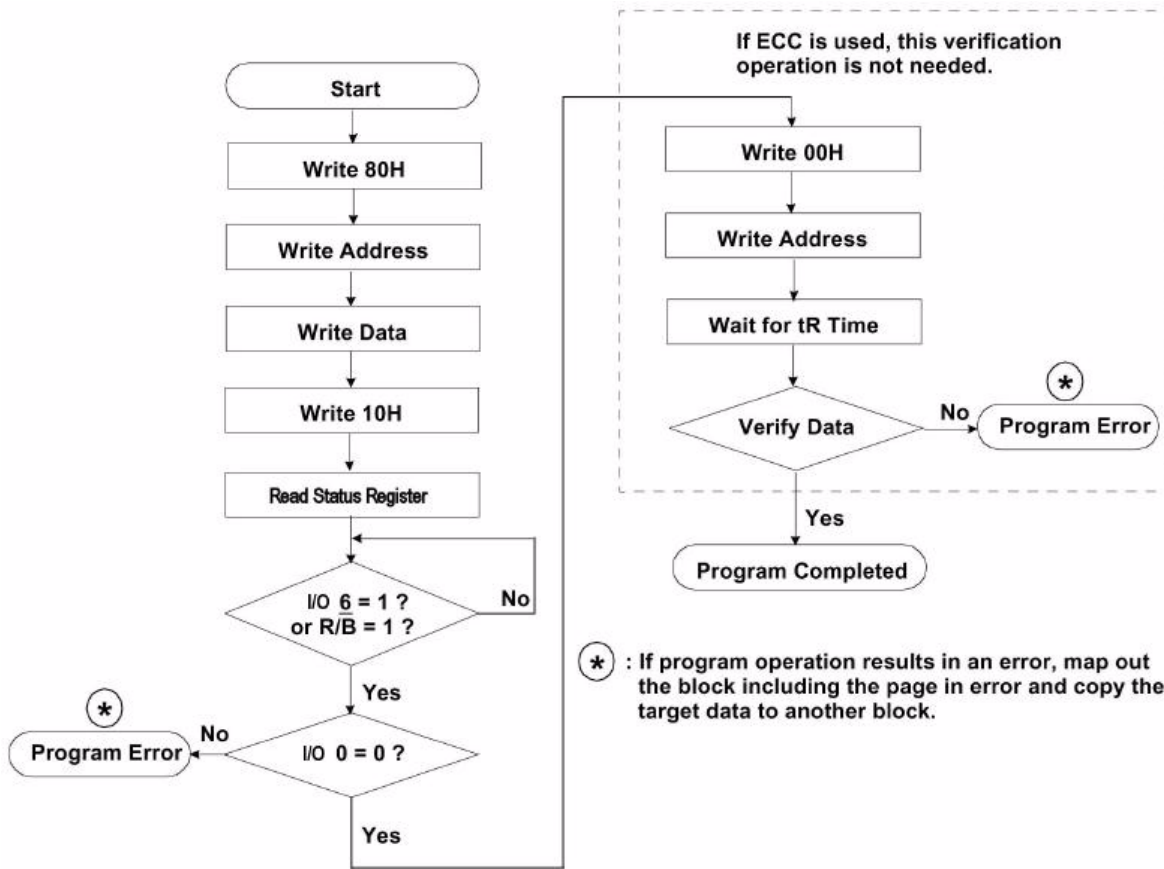 Start
Write 80H
Write Address
Write Data
Write 10H
Read Status Register
I/O 6 = 1 ?
or R/B̅ = 1 ?
No
Yes
I/O 0 = 0 ?
No
*
Program Error
Yes
If ECC is used, this verification
operation is not needed.
Write 00H
Write Address
Wait for tR Time
Verify Data
No
*
Program Error
Yes
Program Completed
* : If program operation results in an error, map out
the block including the page in error and copy the
target data to another block.